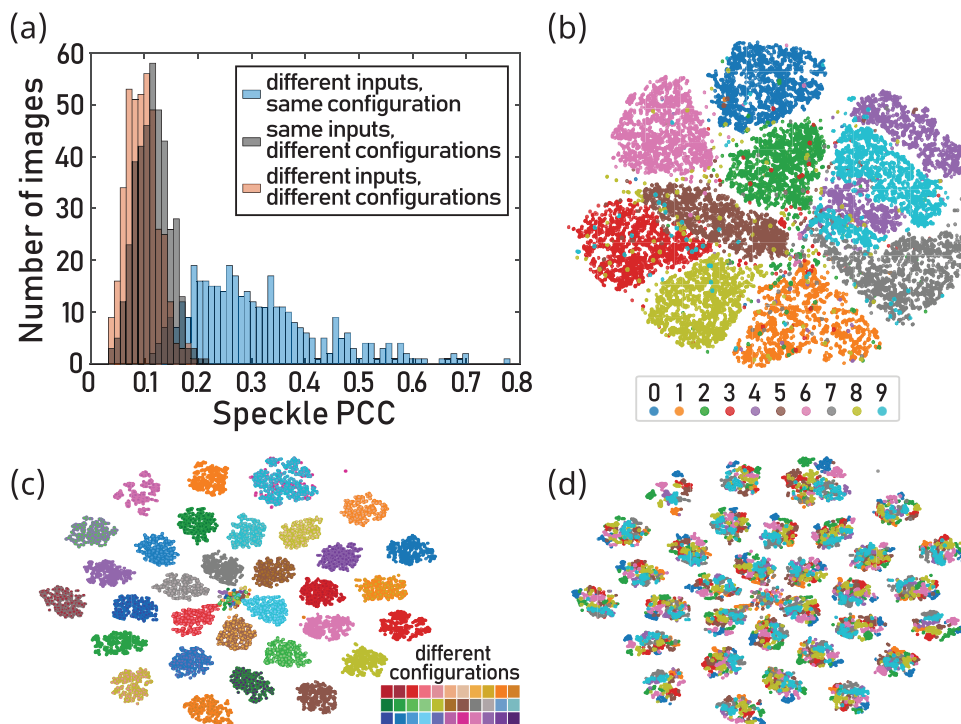 (a)
Number of images
60
50
40
30
20
10
0
0
0.1
0.2
0.3
0.4
0.5
0.6
0.7
0.8
Speckle PCC
different inputs,
same configuration
same inputs,
different configurations
different inputs,
different configurations
(b)
0 1 2 3 4 5 6 7 8 9
(c)
different
configurations
(d)